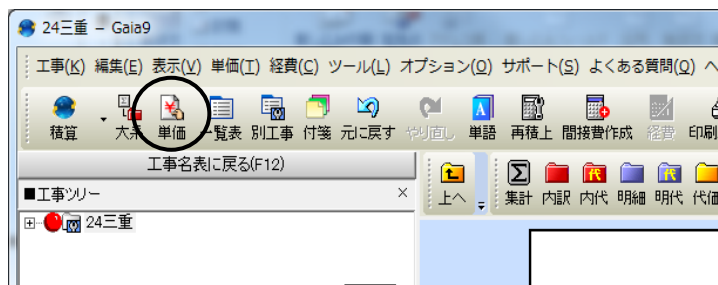 24三重 – Gaia9
工事(K) 編集(E) 表示(V) 単価(T) 経費(C) ツール(L) オプション(O) サポート(S) よくある質問(Q) ヘ
積算 大系 単価 一覧表 別工事 付箋 元に戻す やり直し 単語 再積上 間接費作成 経費 印刷
工事名表に戻る(F12)
■工事ツリー ×
上へ 集計 内訳 内代 明細 明代 代価
24三重